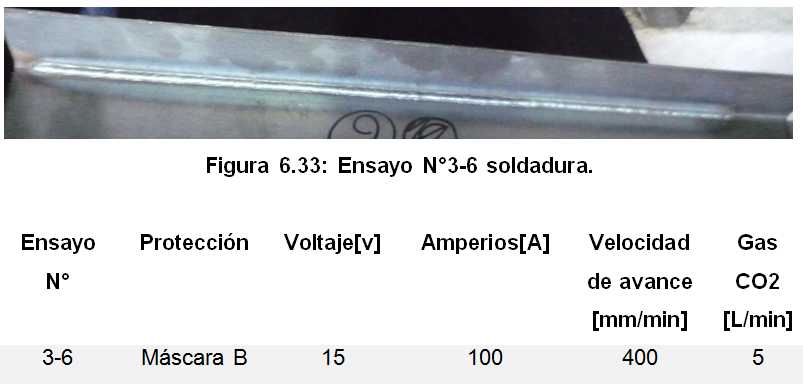 Figura 6.33: Ensayo N°3-6 soldadura.
Ensayo Protección Voltaje[v] Amperios[A] Velocidad Gas
N° de avance CO2
[mm/min] [L/min]
3-6 Máscara B 15 100 400 5